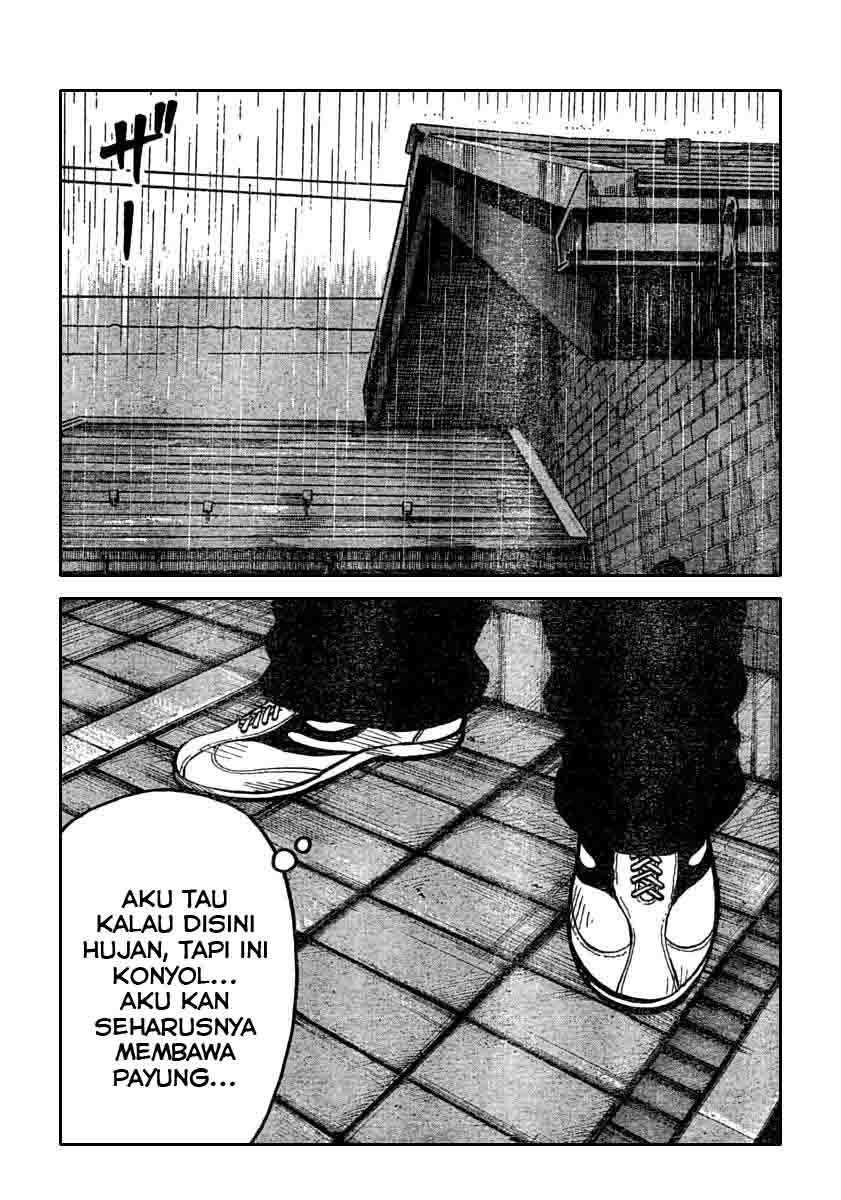 ザー
AKU TAU
KALAU DISINI
HUJAN, TAPI INI
KONYOL...
AKU KAN
SEHARUSNYA
MEMBAWA
PAYUNG...